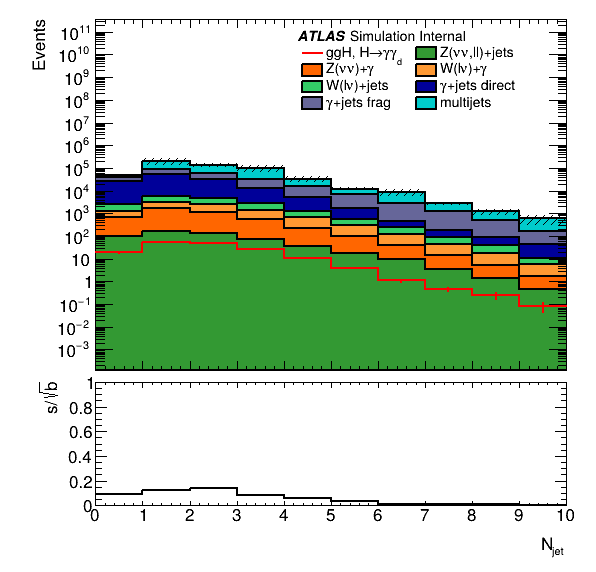 Events
10¹¹
10¹⁰
10⁹
10⁸
10⁷
10⁶
10⁵
10⁴
10³
10²
10
1
10⁻¹
10⁻²
10⁻³
ATLAS Simulation Internal
ggH, H→γγ_d
Z(νν,ll)+jets
Z(νν)+γ
W(lν)+γ
W(lν)+jets
γ+jets direct
γ+jets frag
multijets
s/√b
1
0.8
0.6
0.4
0.2
0
0 1 2 3 4 5 6 7 8 9 10
N_jet